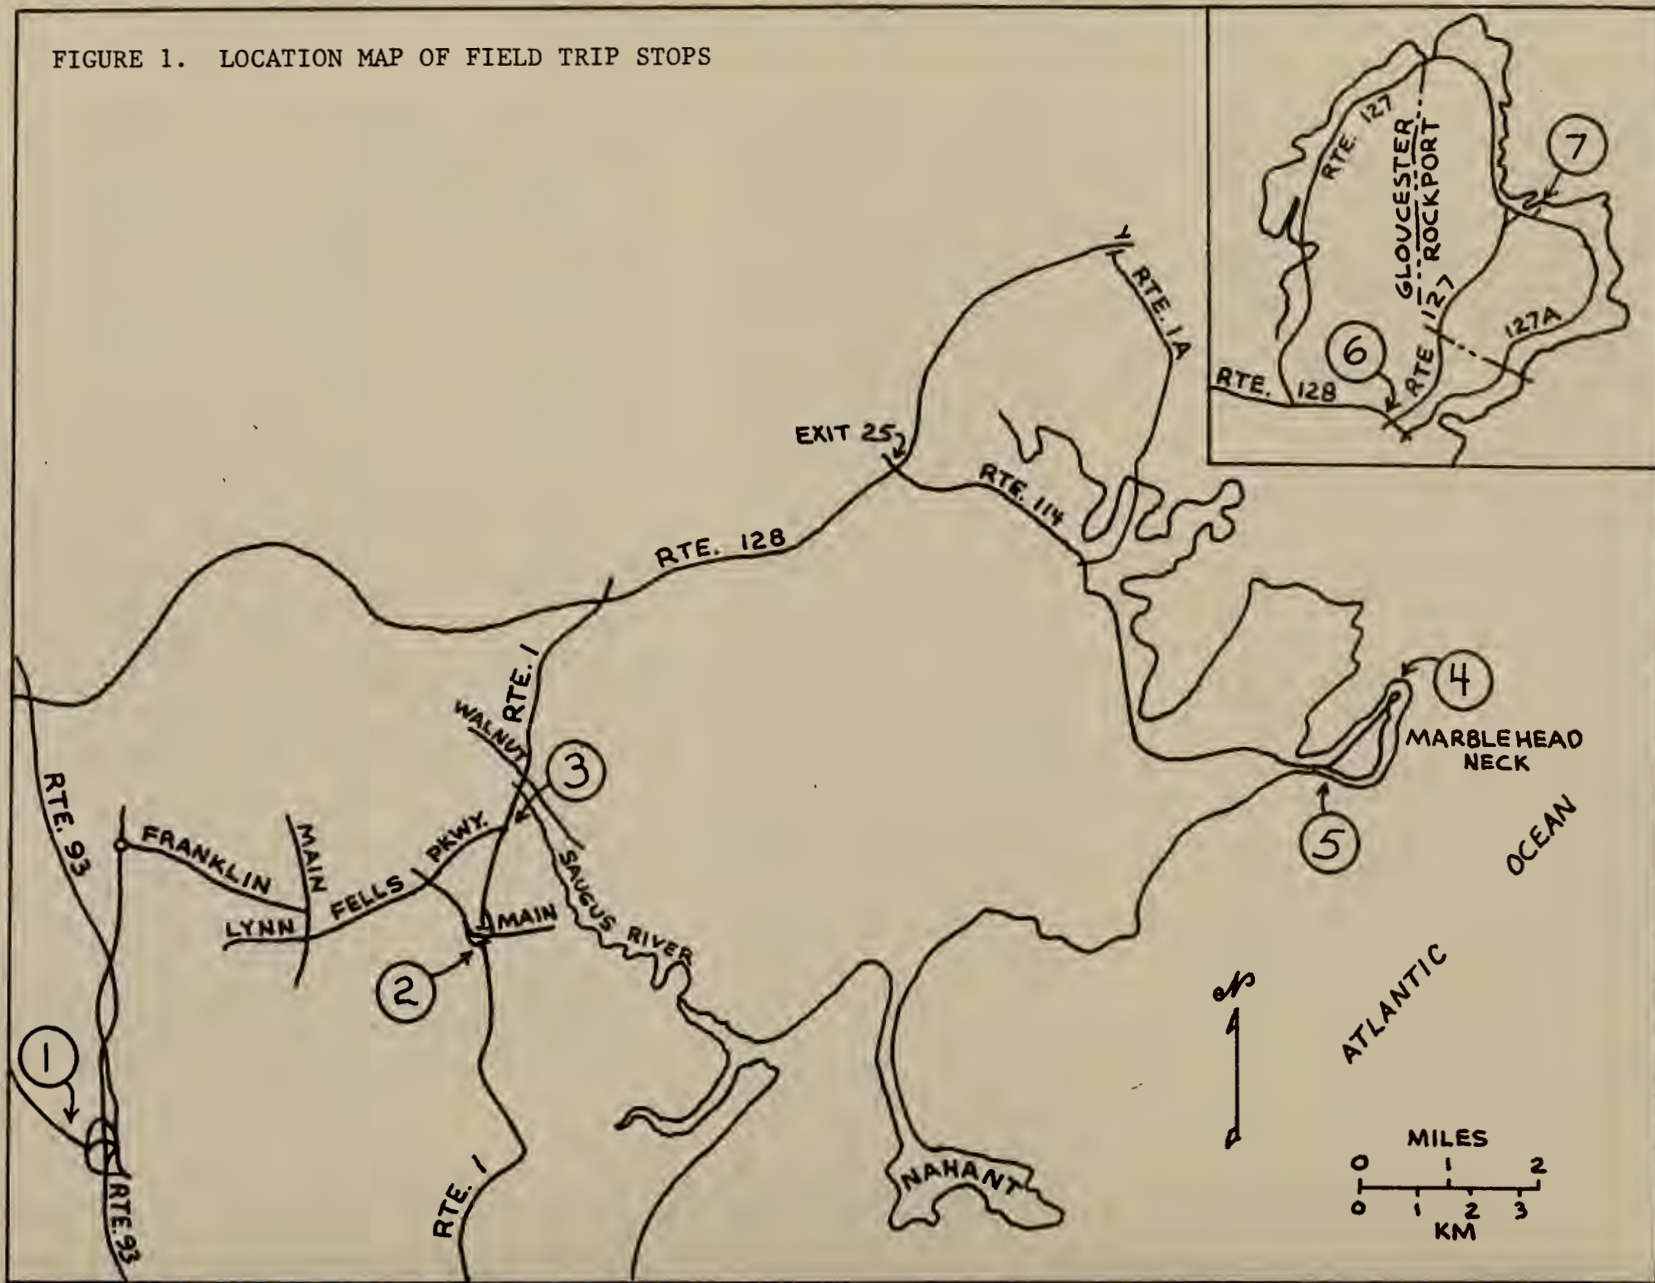 FIGURE 1. LOCATION MAP OF FIELD TRIP STOPS
RTE. 127
GLOUCESTER
ROCKPORT
7
RTE. 127
127A
6
RTE. 128
RTE. 1A
EXIT 25
RTE. 114
RTE. 128
RTE. 1
WALNUT
3
4
MARBLEHEAD
NECK
5
OCEAN
ATLANTIC
RTE. 93
FRANKLIN
MAIN
LYNN FELLS PKWY.
MAIN
SAUGUS RIVER
2
1
N
NAHANT
RTE. 1
RTE. 93
MILES
0 1 2
0 1 2 3
KM